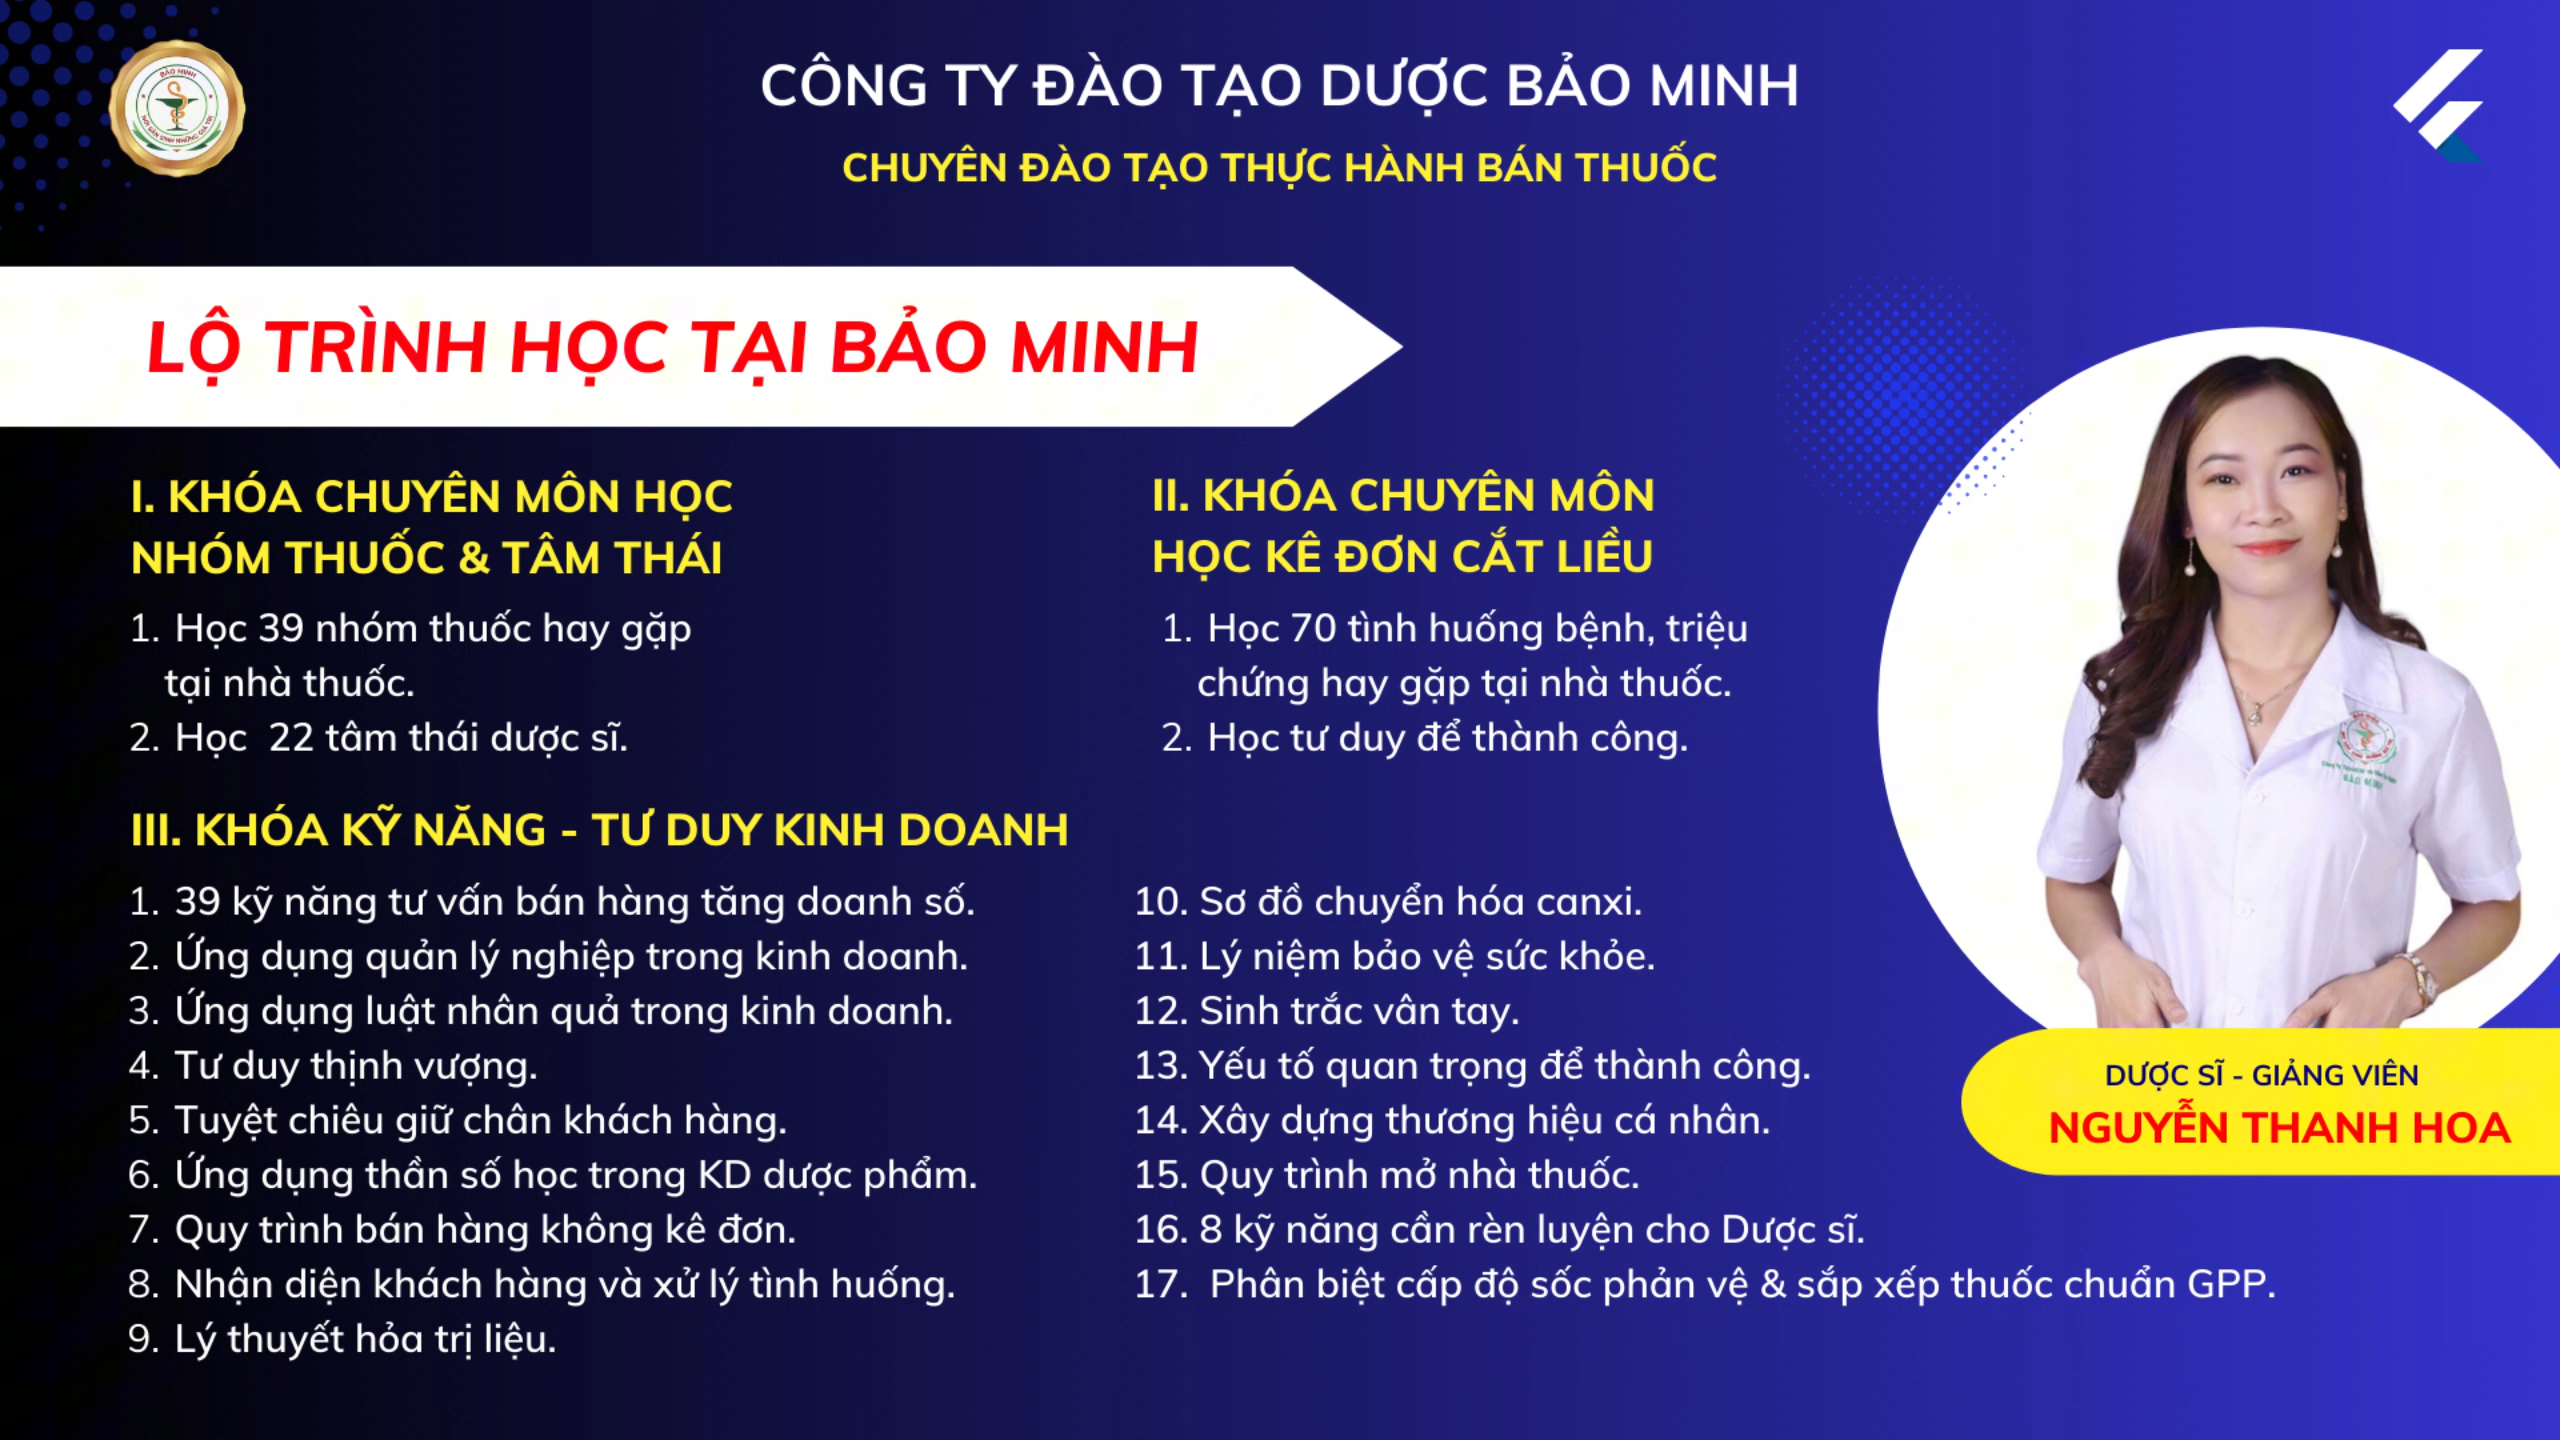 BẢO MINH
NƠI SẢN SINH NHỮNG GIÁ TRỊ
CÔNG TY ĐÀO TẠO DƯỢC BẢO MINH
CHUYÊN ĐÀO TẠO THỰC HÀNH BÁN THUỐC
LỘ TRÌNH HỌC TẠI BẢO MINH
I. KHÓA CHUYÊN MÔN HỌC
NHÓM THUỐC & TÂM THÁI
1. Học 39 nhóm thuốc hay gặp
tại nhà thuốc.
2. Học 22 tâm thái dược sĩ.
II. KHÓA CHUYÊN MÔN
HỌC KÊ ĐƠN CẮT LIỀU
1. Học 70 tình huống bệnh, triệu
chứng hay gặp tại nhà thuốc.
2. Học tư duy để thành công.
III. KHÓA KỸ NĂNG - TƯ DUY KINH DOANH
1. 39 kỹ năng tư vấn bán hàng tăng doanh số.
2. Ứng dụng quản lý nghiệp trong kinh doanh.
3. Ứng dụng luật nhân quả trong kinh doanh.
4. Tư duy thịnh vượng.
5. Tuyệt chiêu giữ chân khách hàng.
6. Ứng dụng thần số học trong KD dược phẩm.
7. Quy trình bán hàng không kê đơn.
8. Nhận diện khách hàng và xử lý tình huống.
9. Lý thuyết hỏa trị liệu.
10. Sơ đồ chuyển hóa canxi.
11. Lý niệm bảo vệ sức khỏe.
12. Sinh trắc vân tay.
13. Yếu tố quan trọng để thành công.
14. Xây dựng thương hiệu cá nhân.
15. Quy trình mở nhà thuốc.
16. 8 kỹ năng cần rèn luyện cho Dược sĩ.
17. Phân biệt cấp độ sốc phản vệ & sắp xếp thuốc chuẩn GPP.
DƯỢC SĨ - GIẢNG VIÊN
NGUYỄN THANH HOA